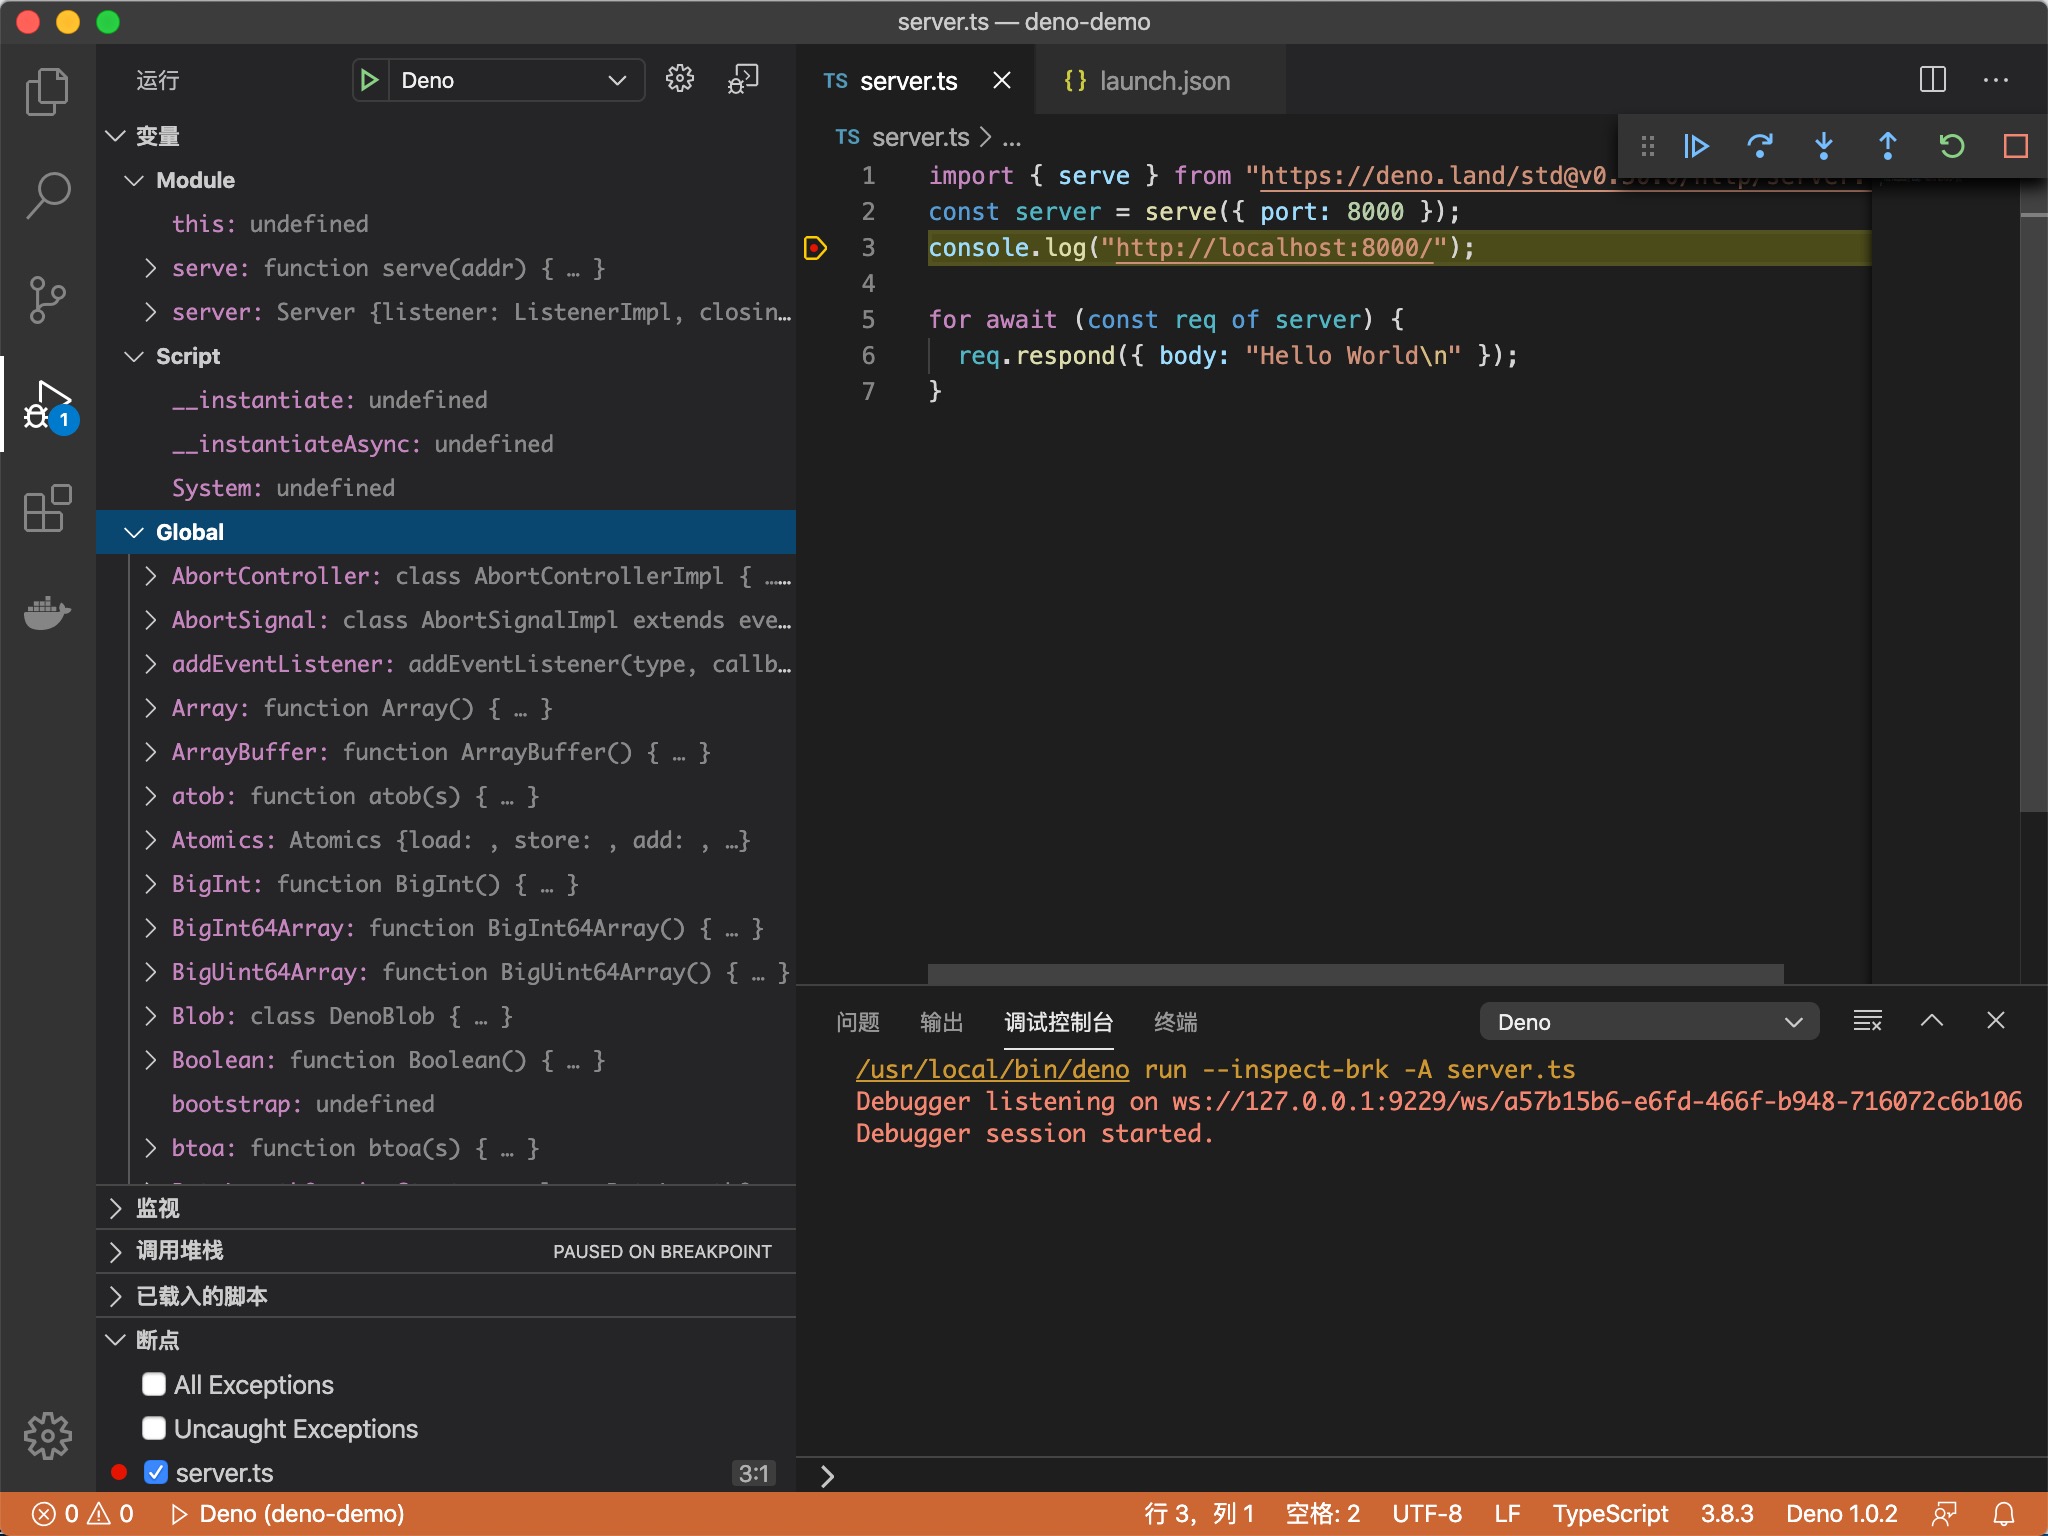 server.ts — deno-demo
运行
Deno
变量
Module
this: undefined
serve: function serve(addr) { … }
server: Server {listener: ListenerImpl, closin…
Script
__instantiate: undefined
__instantiateAsync: undefined
System: undefined
Global
AbortController: class AbortControllerImpl { ……
AbortSignal: class AbortSignalImpl extends eve…
addEventListener: addEventListener(type, callb…
Array: function Array() { … }
ArrayBuffer: function ArrayBuffer() { … }
atob: function atob(s) { … }
Atomics: Atomics {load: , store: , add: , …}
BigInt: function BigInt() { … }
BigInt64Array: function BigInt64Array() { … }
BigUint64Array: function BigUint64Array() { … }
Blob: class DenoBlob { … }
Boolean: function Boolean() { … }
bootstrap: undefined
btoa: function btoa(s) { … }
监视
调用堆栈 PAUSED ON BREAKPOINT
已载入的脚本
断点
All Exceptions
Uncaught Exceptions
server.ts 3:1
1
TS server.ts
{} launch.json
TS server.ts > ...
1 import { serve } from "https://deno.land/std@v0.
2 const server = serve({ port: 8000 });
3 console.log("http://localhost:8000/");
4
5 for await (const req of server) {
6 req.respond({ body: "Hello World\n" });
7 }
问题 输出 调试控制台 终端 Deno
/usr/local/bin/deno run --inspect-brk -A server.ts
Debugger listening on ws://127.0.0.1:9229/ws/a57b15b6-e6fd-466f-b948-716072c6b106
Debugger session started.
0 0 Deno (deno-demo) 行 3，列 1 空格: 2 UTF-8 LF TypeScript 3.8.3 Deno 1.0.2